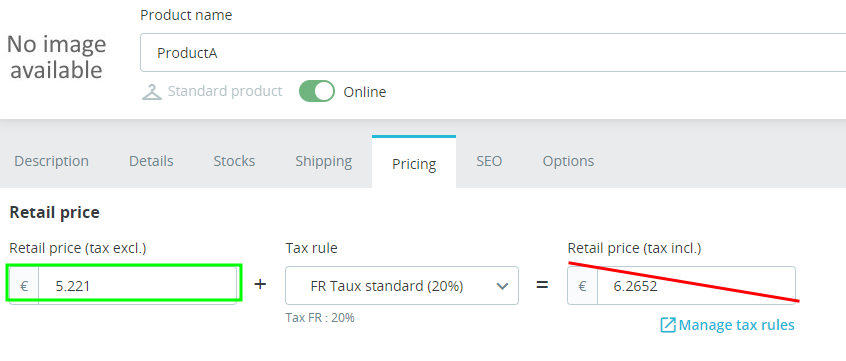 Product name
No image
available
ProductA
Standard product Online
Description Details Stocks Shipping Pricing SEO Options
Retail price
Retail price (tax excl.) Tax rule Retail price (tax incl.)
€ 5.221 + FR Taux standard (20%) = € 6.2652
Tax FR : 20%
Manage tax rules